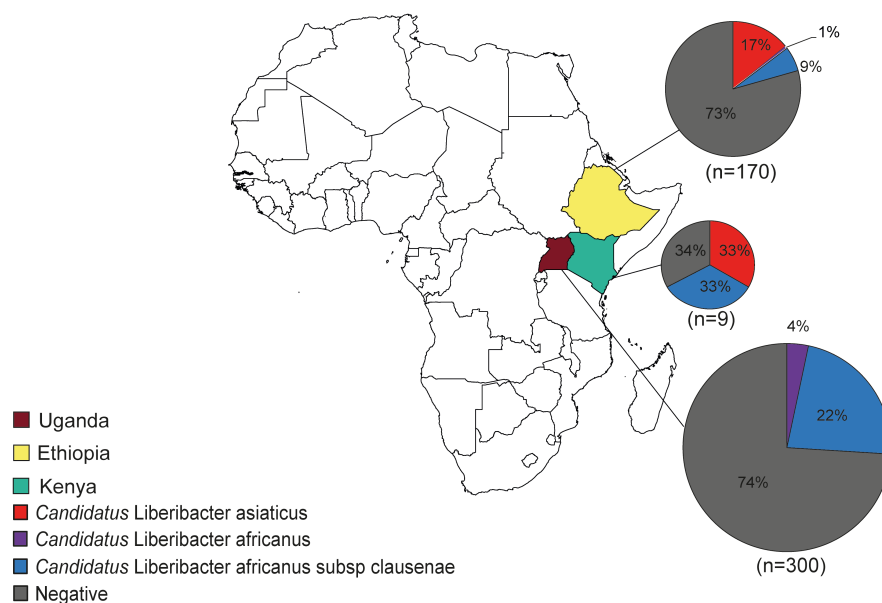 17%
1%
9%
73%
(n=170)
34%
33%
33%
(n=9)
4%
22%
74%
(n=300)
Uganda
Ethiopia
Kenya
Candidatus Liberibacter asiaticus
Candidatus Liberibacter africanus
Candidatus Liberibacter africanus subsp clausenae
Negative